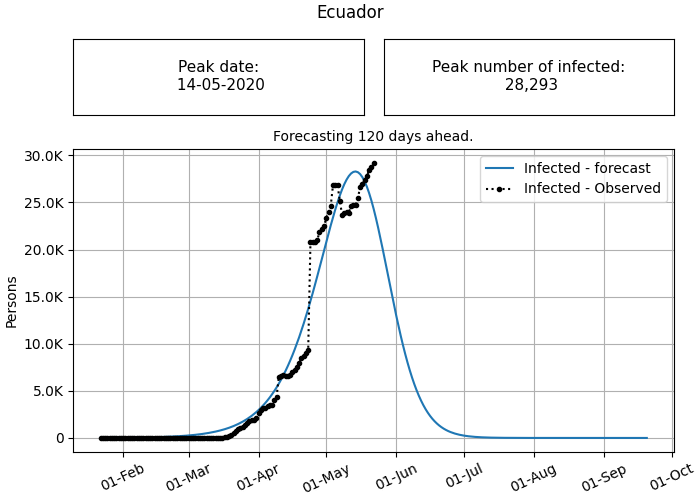 Ecuador
Peak date:
14-05-2020
Peak number of infected:
28,293
Forecasting 120 days ahead.
Infected - forecast
Infected - Observed
Persons
30.0K
25.0K
20.0K
15.0K
10.0K
5.0K
0
01-Feb
01-Mar
01-Apr
01-May
01-Jun
01-Jul
01-Aug
01-Sep
01-Oct